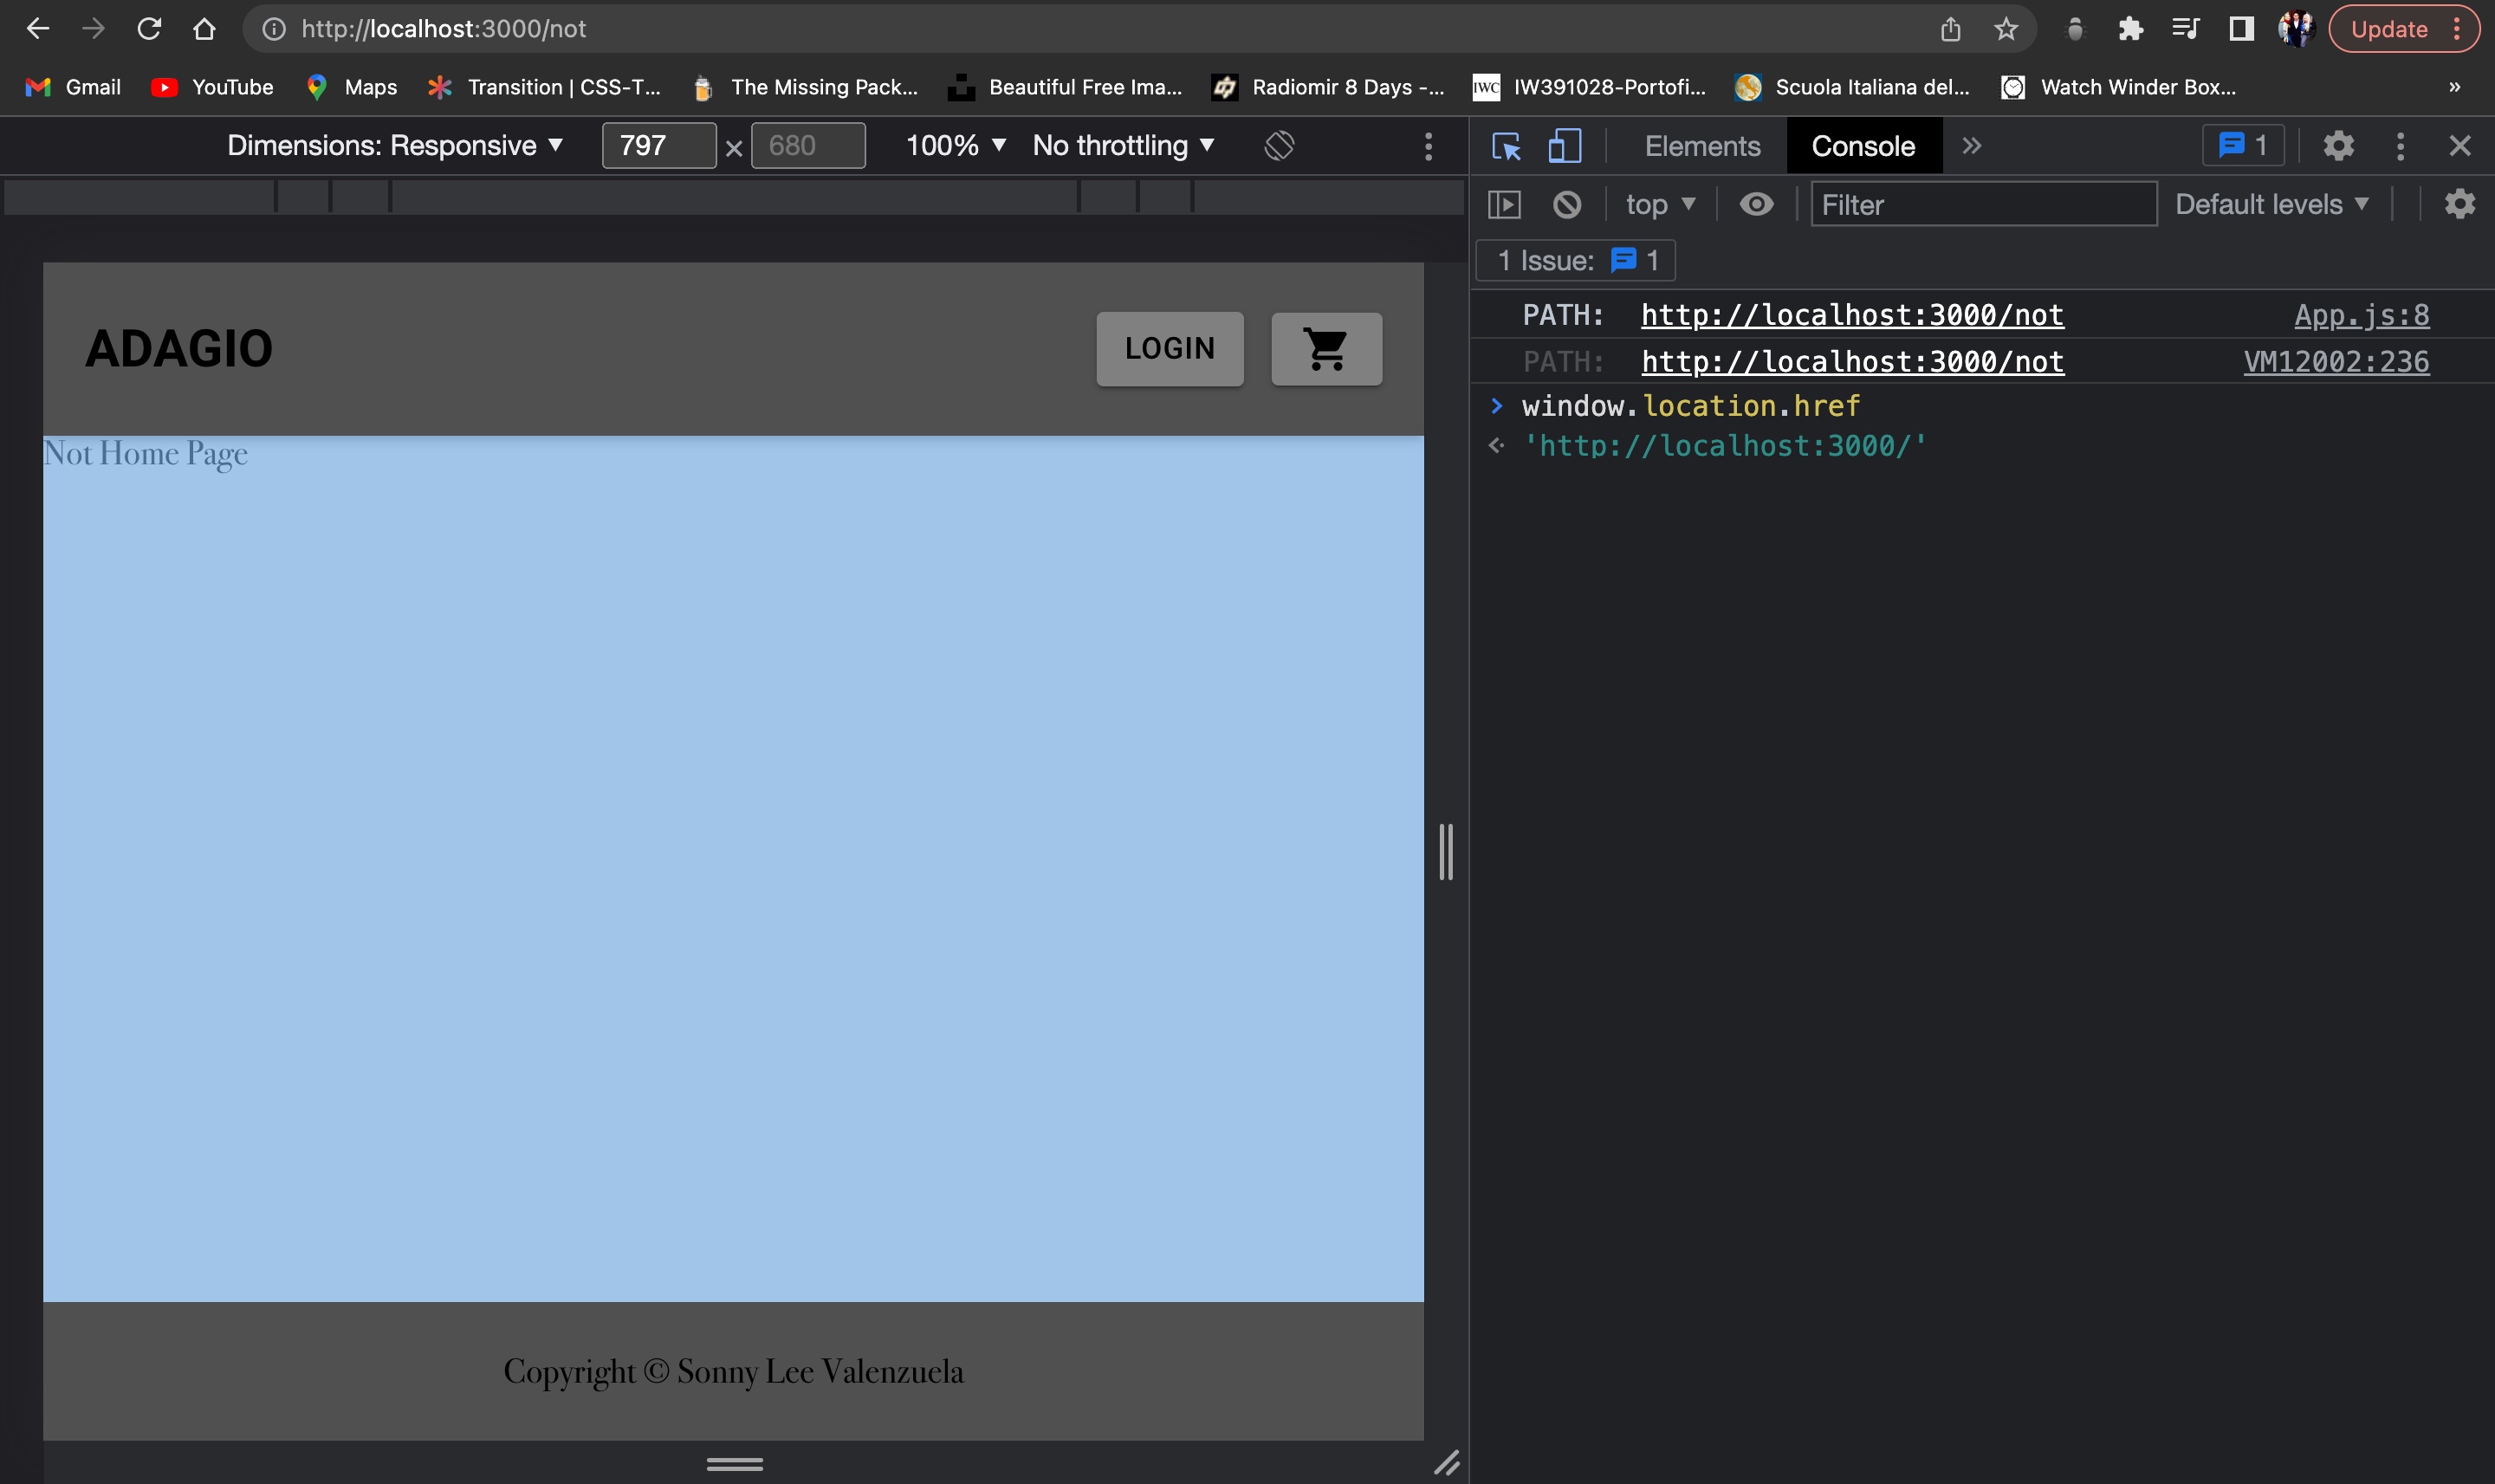 http://localhost:3000/not
Update
Gmail YouTube Maps Transition | CSS-T... The Missing Pack... Beautiful Free Ima... Radiomir 8 Days -... IWC IW391028-Portofi... Scuola Italiana del... Watch Winder Box... »
Dimensions: Responsive ▼ 797 × 680 100% ▼ No throttling ▼
Elements Console » 1
top ▼ Filter Default levels ▼
1 Issue: 1
PATH: http://localhost:3000/not App.js:8
PATH: http://localhost:3000/not VM12002:236
> window.location.href
'http://localhost:3000/'
ADAGIO LOGIN
Not Home Page
Copyright © Sonny Lee Valenzuela